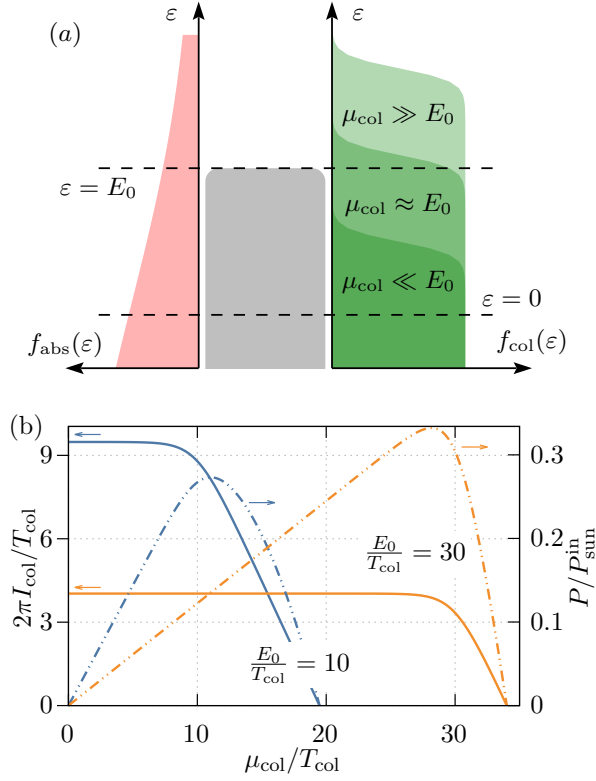 (a)
ε
ε
μcol ≫ E0
ε = E0
μcol ≈ E0
μcol ≪ E0
ε = 0
fabs(ε)
fcol(ε)
(b)
9
6
3
0
2πIcol/Tcol
0.3
0.2
0.1
0
P/P^in_sun
E0/Tcol = 30
E0/Tcol = 10
0
10
20
30
μcol/Tcol